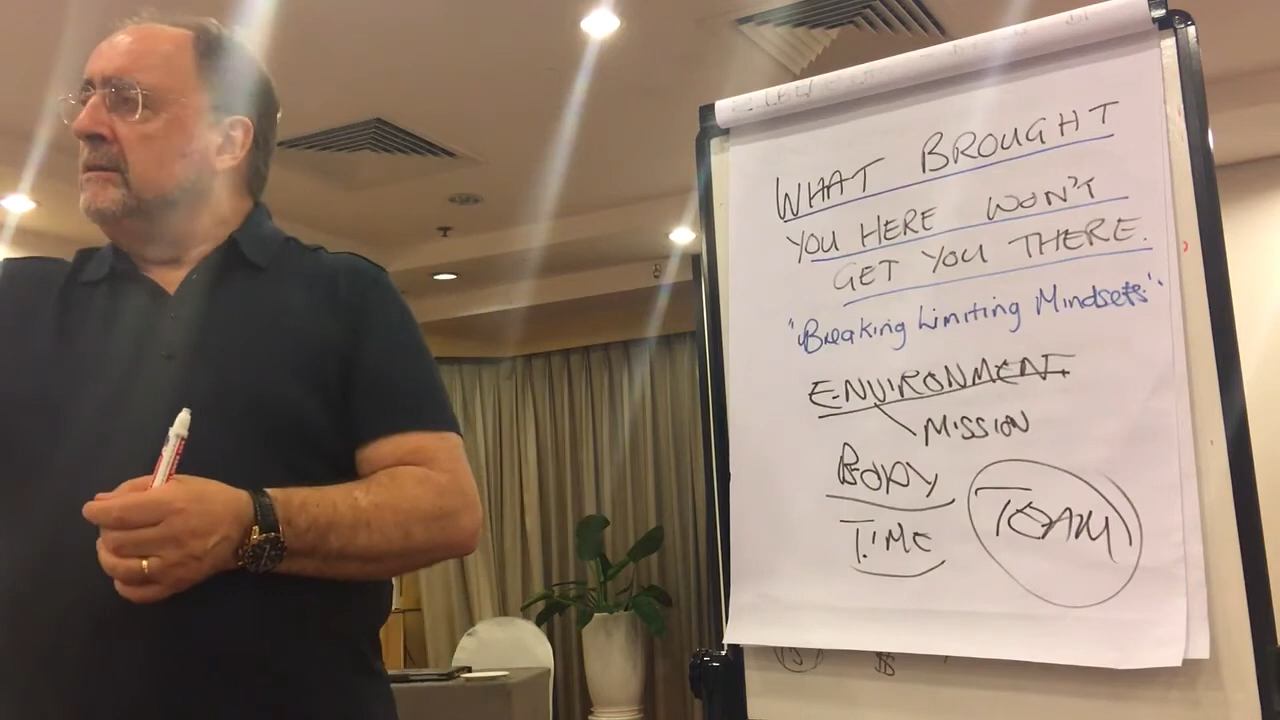 WHAT BROUGHT
YOU HERE WON'T
GET YOU THERE.
"Breaking Limiting Mindsets"
ENVIRONMENT
MISSION
BODY
TIME
TEAM
$